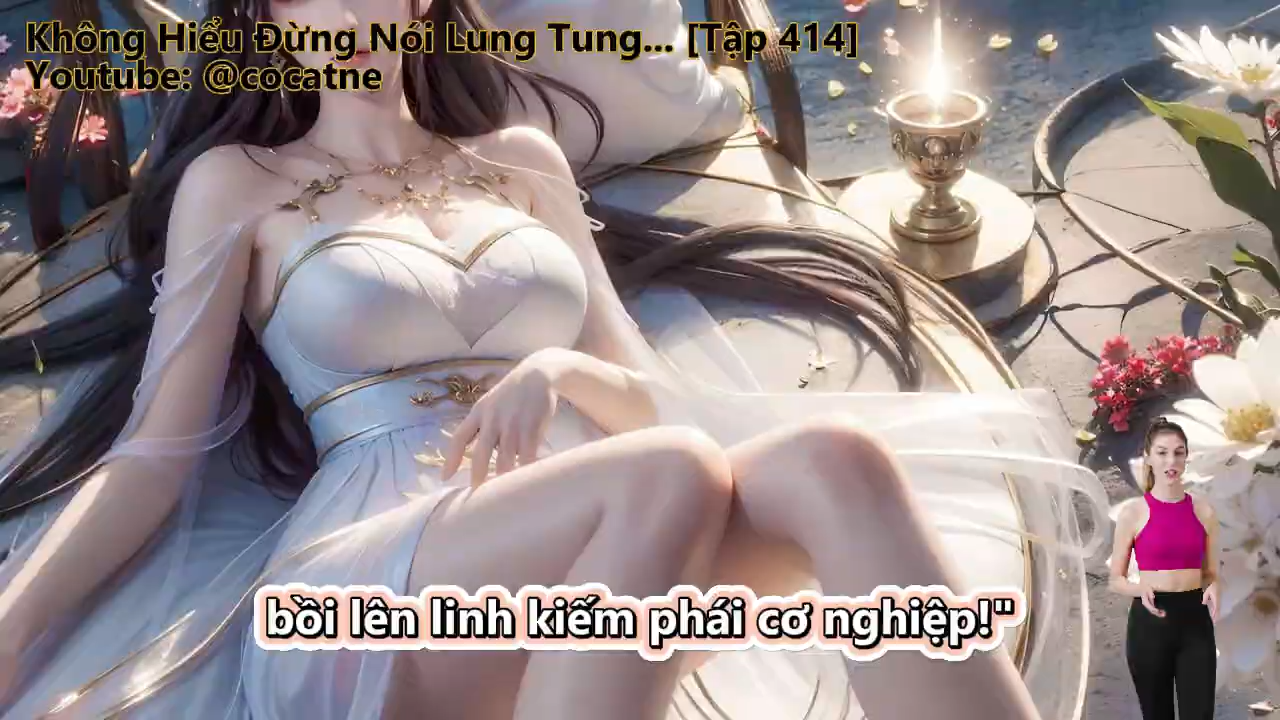 Không Hiểu Đừng Nói Lung Tung... [Tập 414]
Youtube: @cocatne
bồi lên linh kiếm phái cơ nghiệp!"